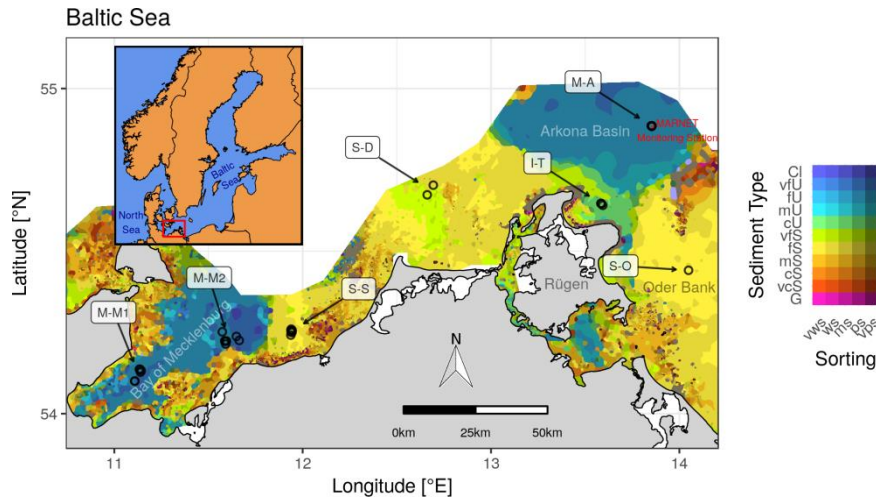 Baltic Sea
55
54
Latitude [°N]
11
12
13
14
Longitude [°E]
North
Sea
Baltic
Sea
M-A
Arkona Basin
MARNET
Monitoring Station
S-D
I-T
S-O
Oder Bank
Rügen
M-M2
S-S
M-M1
Bay of Mecklenburg
N
0km
25km
50km
Sediment Type
Cl
vfU
fU
mU
cU
vfS
fS
mS
cS
vcS
G
vws
ws
ms
ps
vps
Sorting